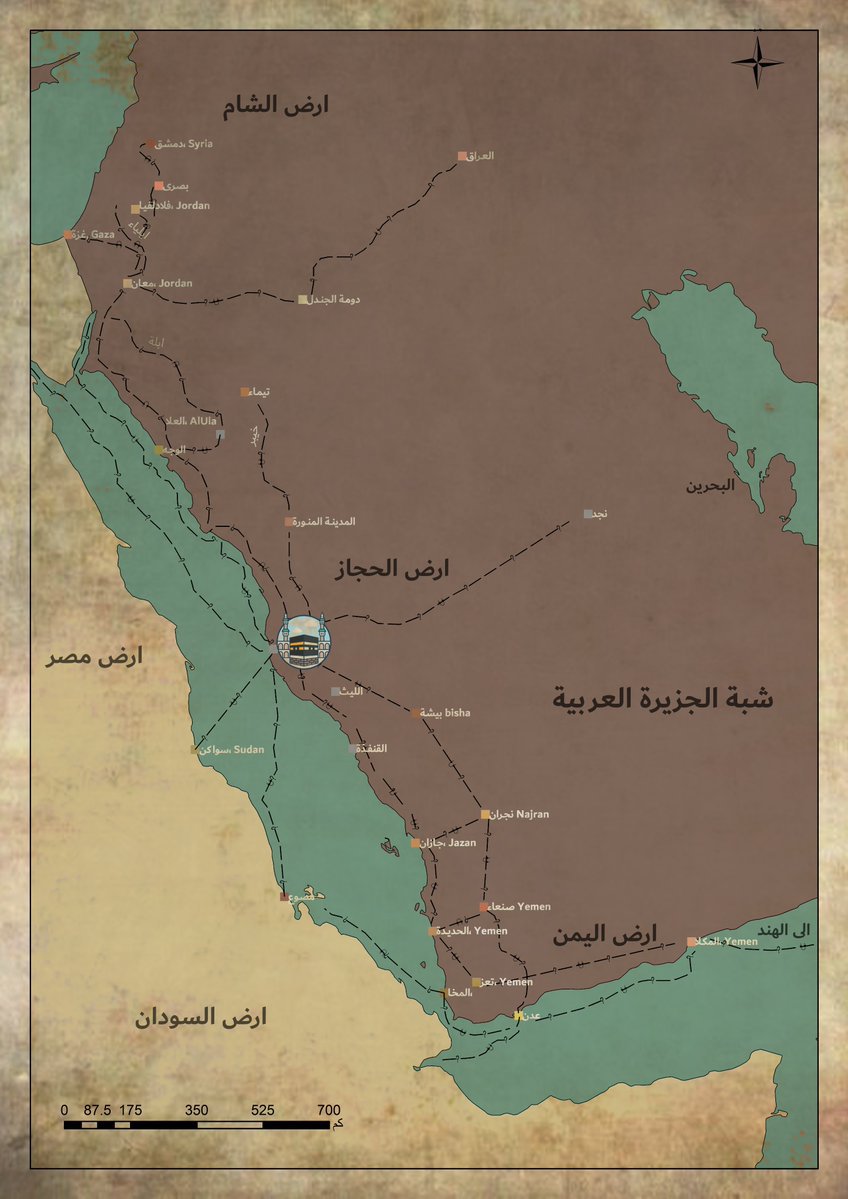 ارض الشام
دمشق، Syria
العراق
بصرى
فلادلفيا، Jordan
ايلياء
غزة، Gaza
معان، Jordan
دومة الجندل
ايلة
تيماء
العلا، AlUla
خيبر
الوجه
البحرين
نجد
المدينة المنورة
ارض الحجاز
ارض مصر
الليث
شبة الجزيرة العربية
بيشة bisha
القنفذة
سواكن، Sudan
نجران Najran
جازان، Jazan
مصوع
صنعاء Yemen
الحديدة، Yemen
ارض اليمن
الى الهند
المكلا، Yemen
تعز، Yemen
المخا،
عدن
ارض السودان
0 87.5 175 350 525 700
كم